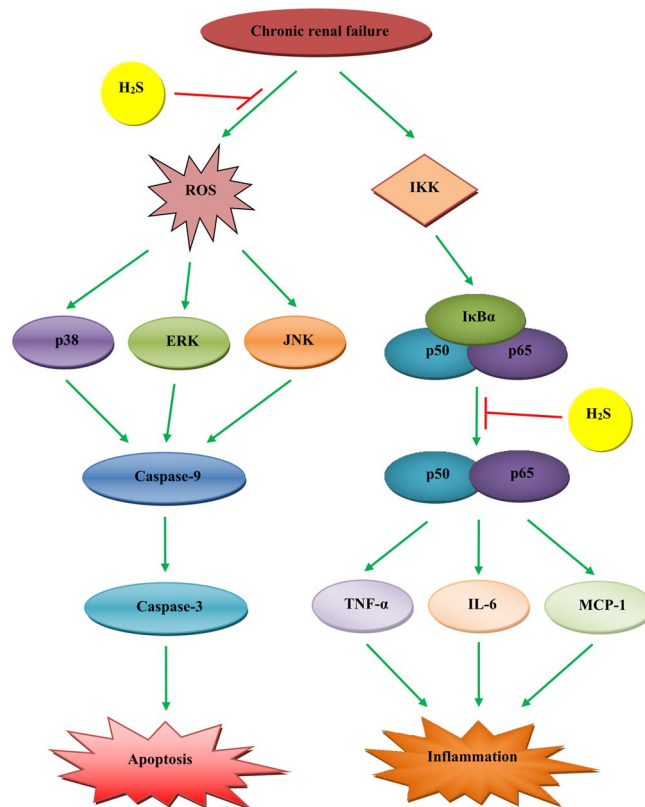 Chronic renal failure
H₂S
ROS
IKK
p38
ERK
JNK
IκBα
p50
p65
H₂S
Caspase-9
p50
p65
Caspase-3
TNF-α
IL-6
MCP-1
Apoptosis
Inflammation